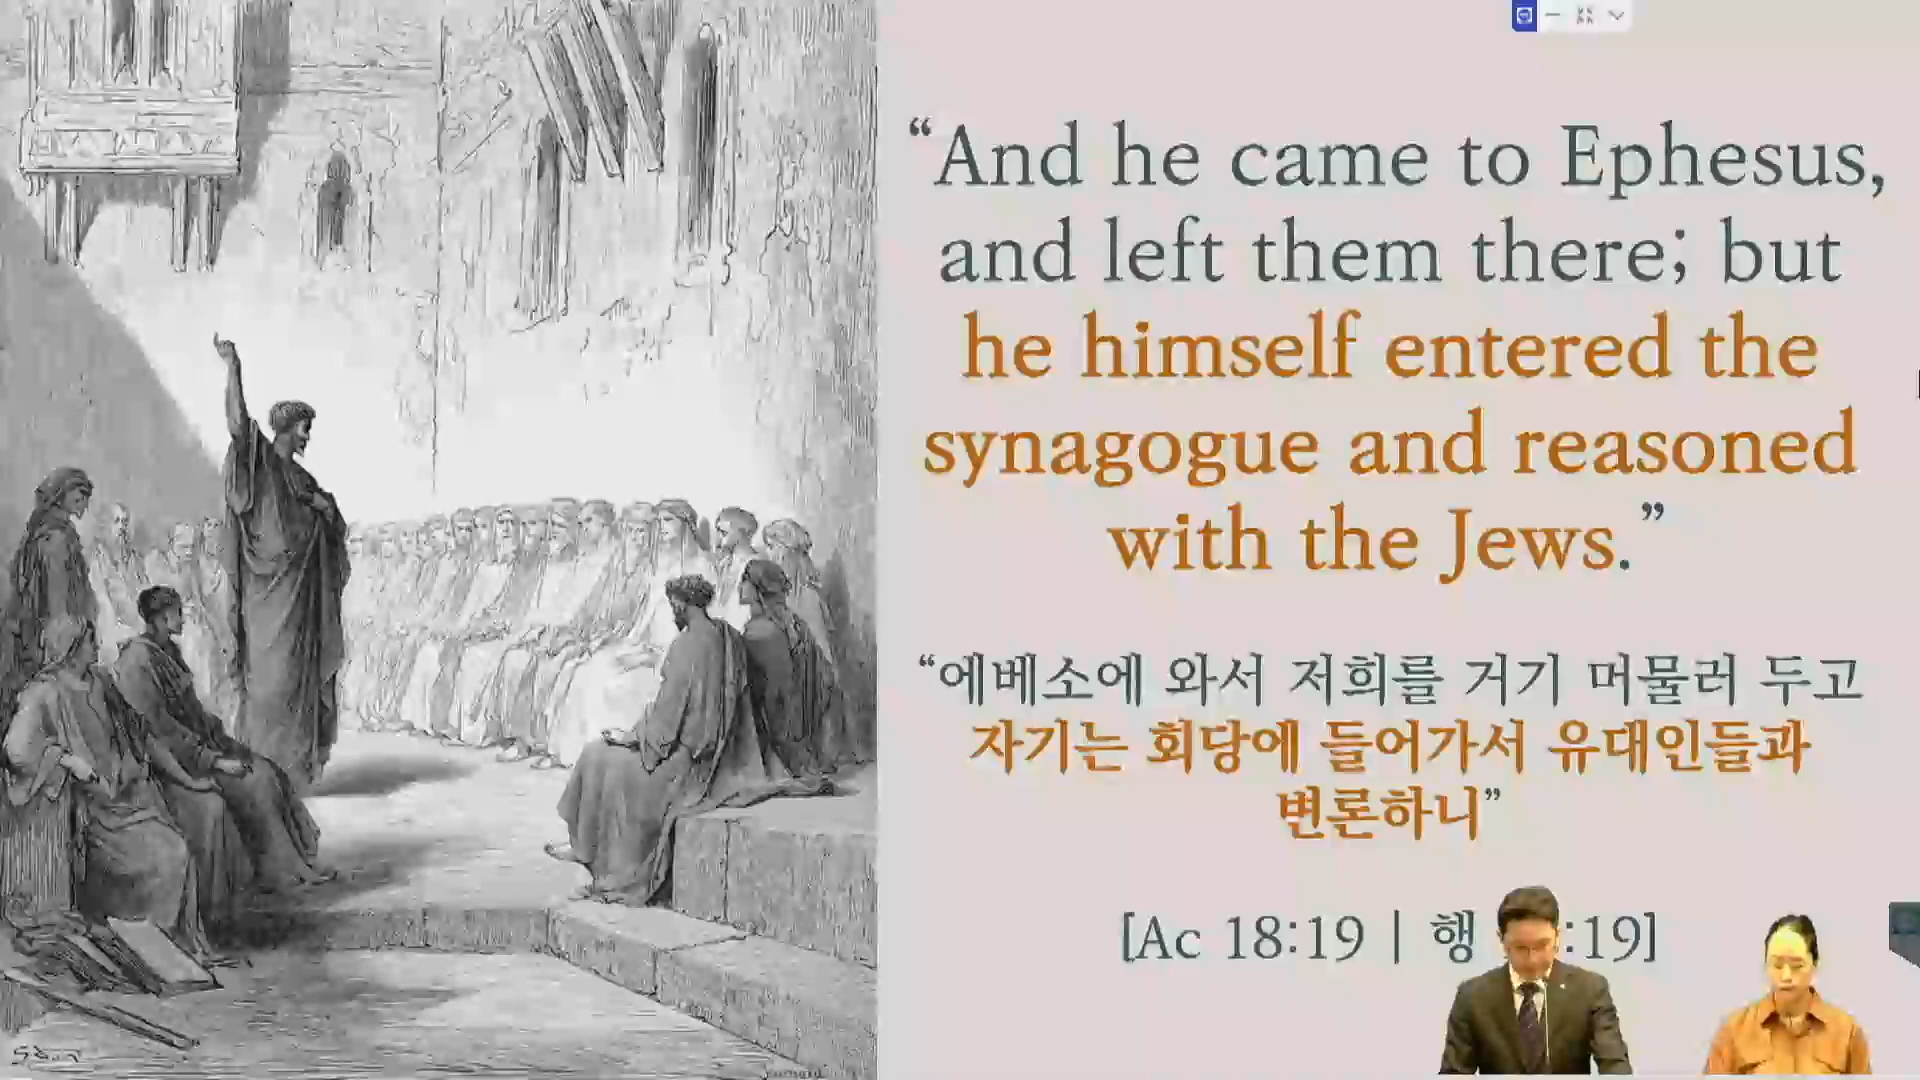 “And he came to Ephesus,
and left them there; but
he himself entered the
synagogue and reasoned
with the Jews.”
“에베소에 와서 저희를 거기 머물러 두고
자기는 회당에 들어가서 유대인들과
변론하니”
[Ac 18:19 | 행 :19]